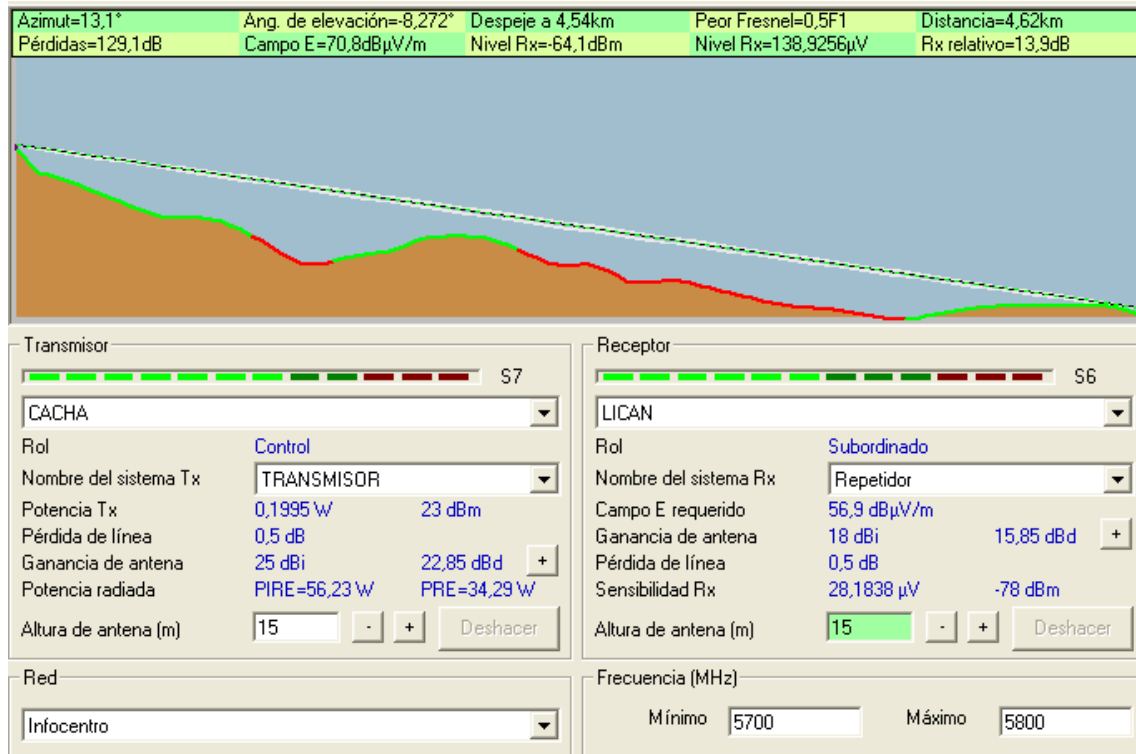 Azimut=13,1° Ang. de elevación=-8,272° Despeje a 4,54km Peor Fresnel=0,5F1 Distancia=4,62km
Pérdidas=129,1dB Campo E=70,8dBµV/m Nivel Rx=-64,1dBm Nivel Rx=138,9256µV Rx relativo=13,9dB
Transmisor
S7
CACHA
Rol Control
Nombre del sistema Tx TRANSMISOR
Potencia Tx 0,1995 W 23 dBm
Pérdida de línea 0,5 dB
Ganancia de antena 25 dBi 22,85 dBd +
Potencia radiada PIRE=56,23 W PRE=34,29 W
Altura de antena (m) 15 - + Deshacer
Red
Infocentro
Receptor
S6
LICAN
Rol Subordinado
Nombre del sistema Rx Repetidor
Campo E requerido 56,9 dBµV/m
Ganancia de antena 18 dBi 15,85 dBd +
Pérdida de línea 0,5 dB
Sensibilidad Rx 28,1838 µV -78 dBm
Altura de antena (m) 15 - + Deshacer
Frecuencia (MHz)
Mínimo 5700 Máximo 5800